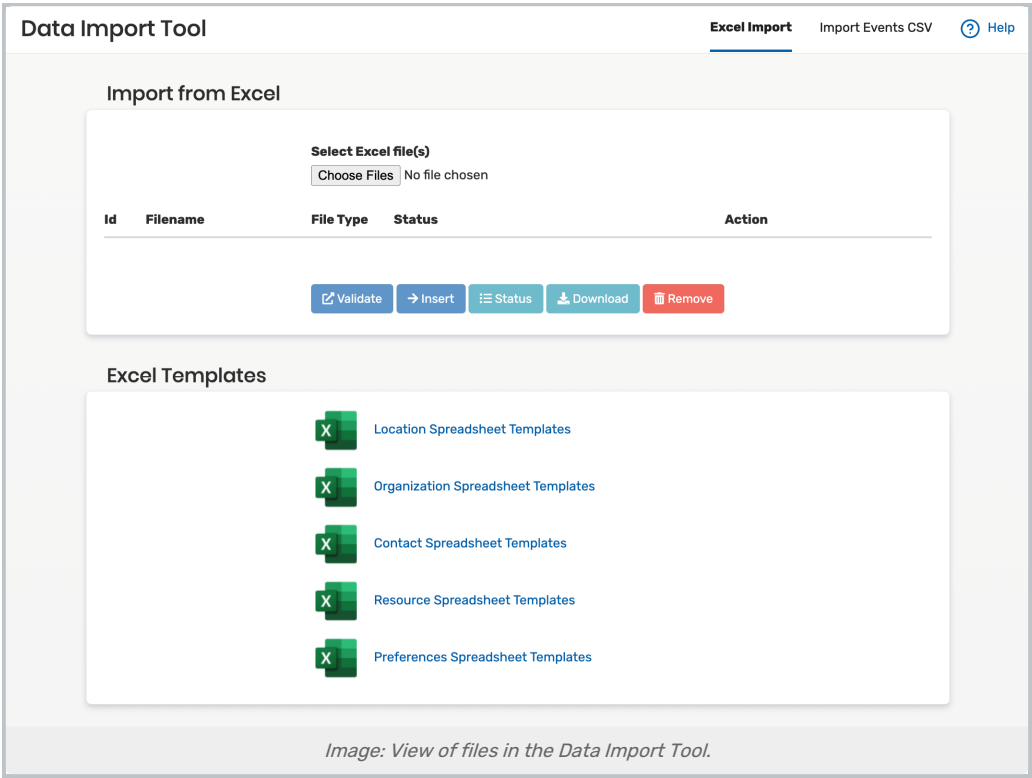 Data Import Tool
Excel Import
Import Events CSV
? Help
Import from Excel
Select Excel file(s)
Choose Files No file chosen
Id Filename File Type Status Action
Validate Insert Status Download Remove
Excel Templates
X Location Spreadsheet Templates
X Organization Spreadsheet Templates
X Contact Spreadsheet Templates
X Resource Spreadsheet Templates
X Preferences Spreadsheet Templates
Image: View of files in the Data Import Tool.